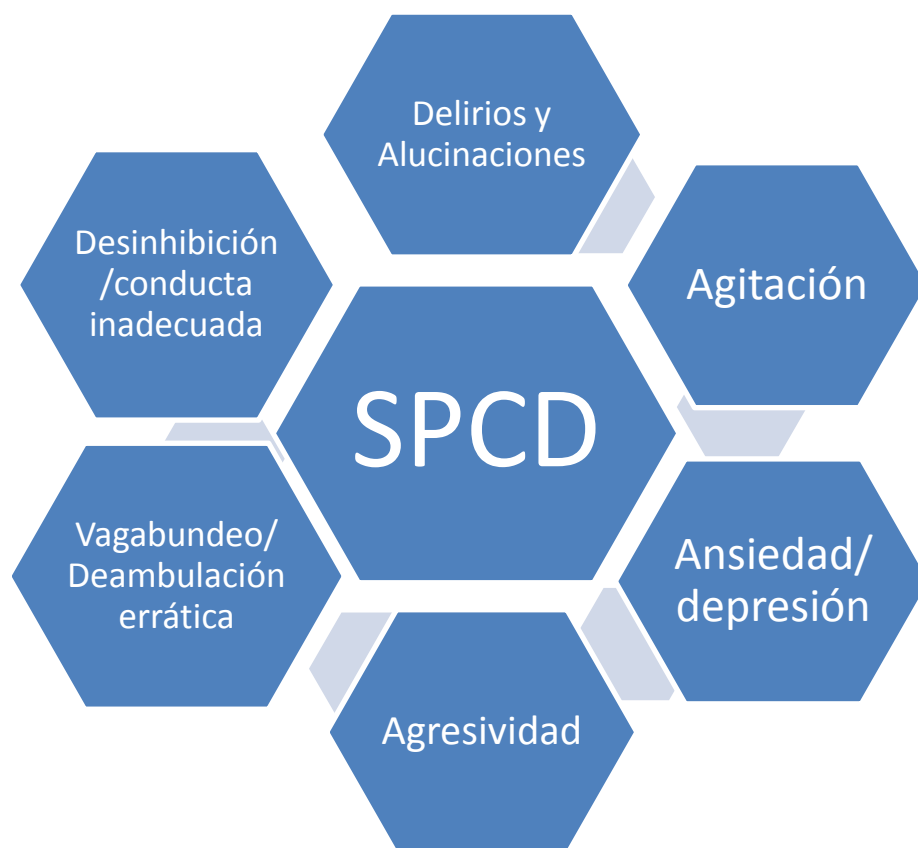 Delirios y
Alucinaciones
Agitación
Ansiedad/
depresión
Agresividad
Vagabundeo/
Deambulación
errática
Desinhibición
/conducta
inadecuada
SPCD